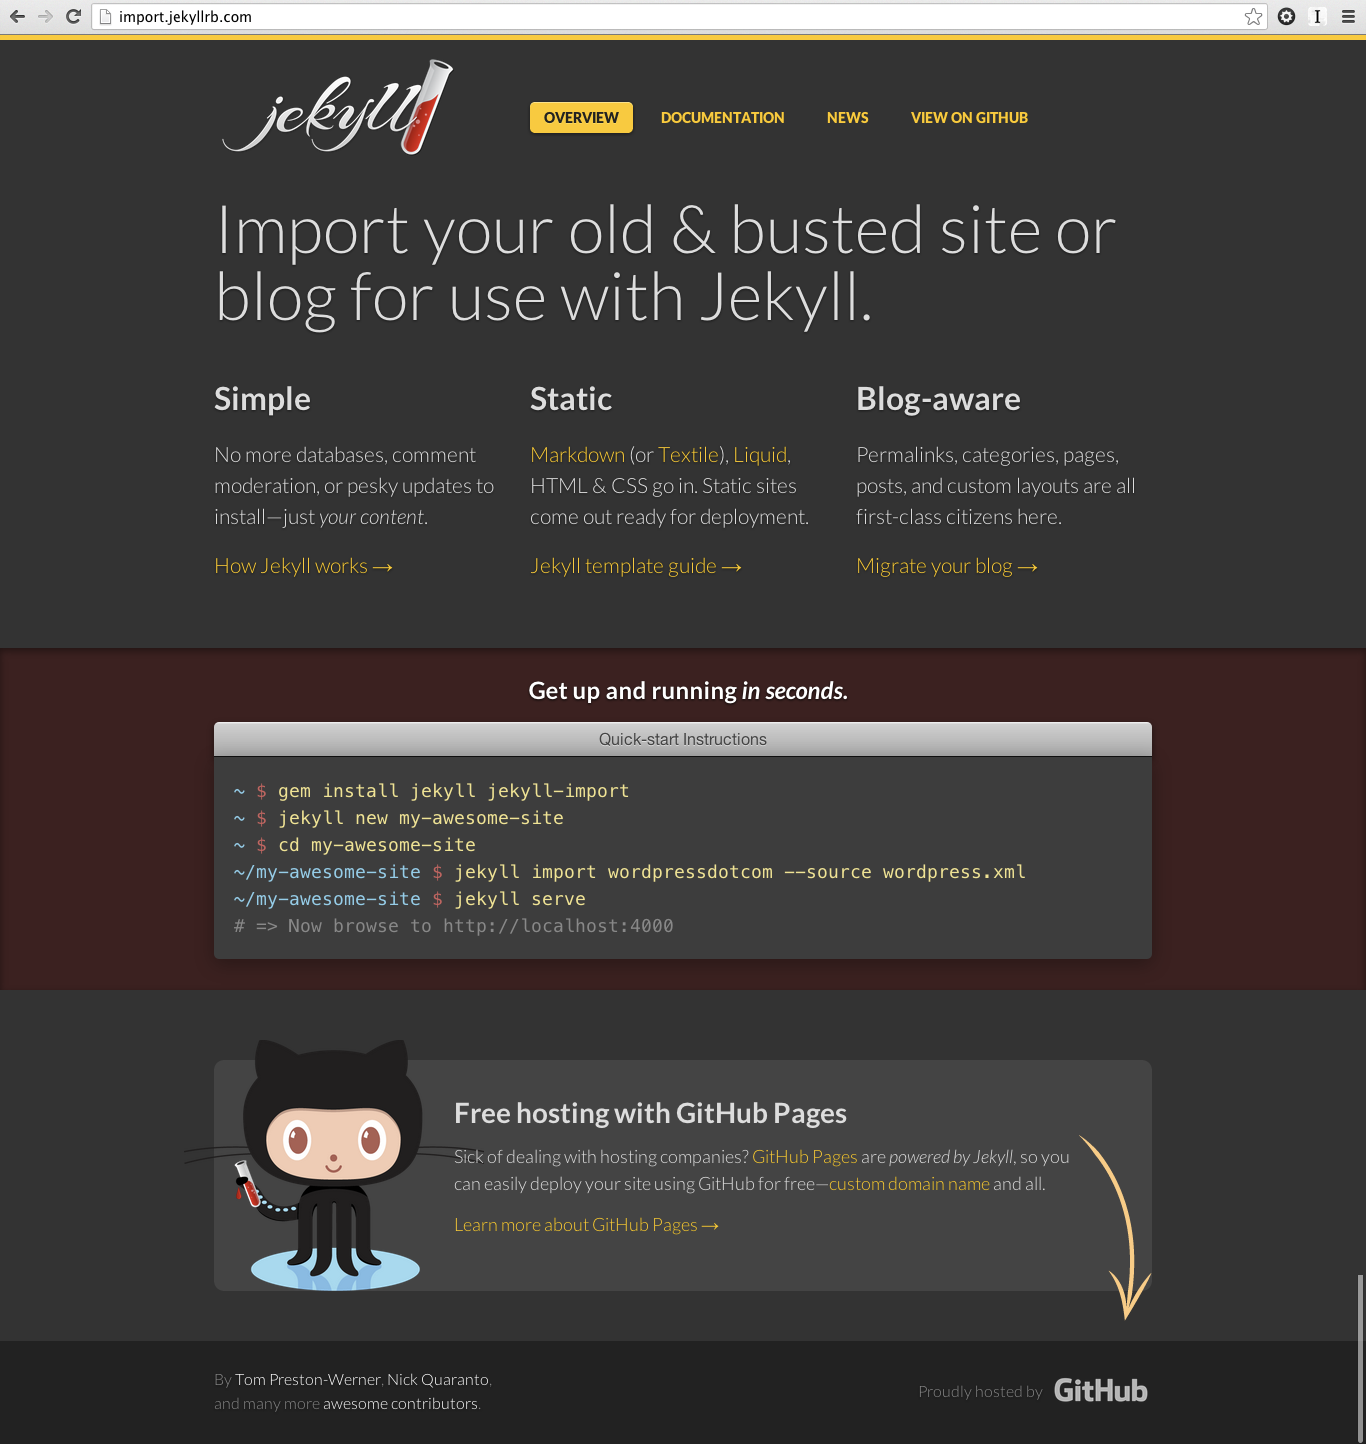 import.jekyllrb.com
jekyll
OVERVIEW DOCUMENTATION NEWS VIEW ON GITHUB
Import your old & busted site or
blog for use with Jekyll.
Simple
No more databases, comment
moderation, or pesky updates to
install—just your content.
How Jekyll works →
Static
Markdown (or Textile), Liquid,
HTML & CSS go in. Static sites
come out ready for deployment.
Jekyll template guide →
Blog-aware
Permalinks, categories, pages,
posts, and custom layouts are all
first-class citizens here.
Migrate your blog →
Get up and running in seconds.
Quick-start Instructions
~ $ gem install jekyll jekyll-import
~ $ jekyll new my-awesome-site
~ $ cd my-awesome-site
~/my-awesome-site $ jekyll import wordpressdotcom --source wordpress.xml
~/my-awesome-site $ jekyll serve
# => Now browse to http://localhost:4000
Free hosting with GitHub Pages
Sick of dealing with hosting companies? GitHub Pages are powered by Jekyll, so you
can easily deploy your site using GitHub for free—custom domain name and all.
Learn more about GitHub Pages →
By Tom Preston-Werner, Nick Quaranto,
and many more awesome contributors.
Proudly hosted by GitHub